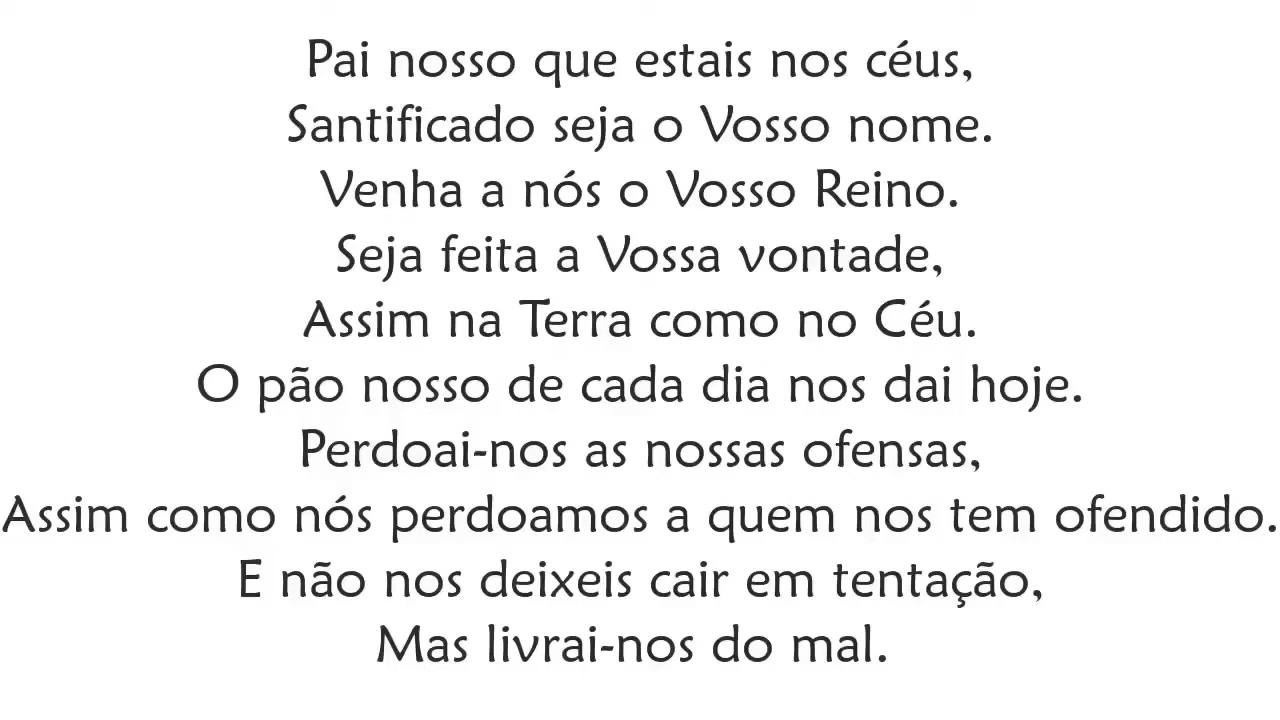 Pai nosso que estais nos céus,
Santificado seja o Vosso nome.
Venha a nós o Vosso Reino.
Seja feita a Vossa vontade,
Assim na Terra como no Céu.
O pão nosso de cada dia nos dai hoje.
Perdoai-nos as nossas ofensas,
Assim como nós perdoamos a quem nos tem ofendido.
E não nos deixeis cair em tentação,
Mas livrai-nos do mal.